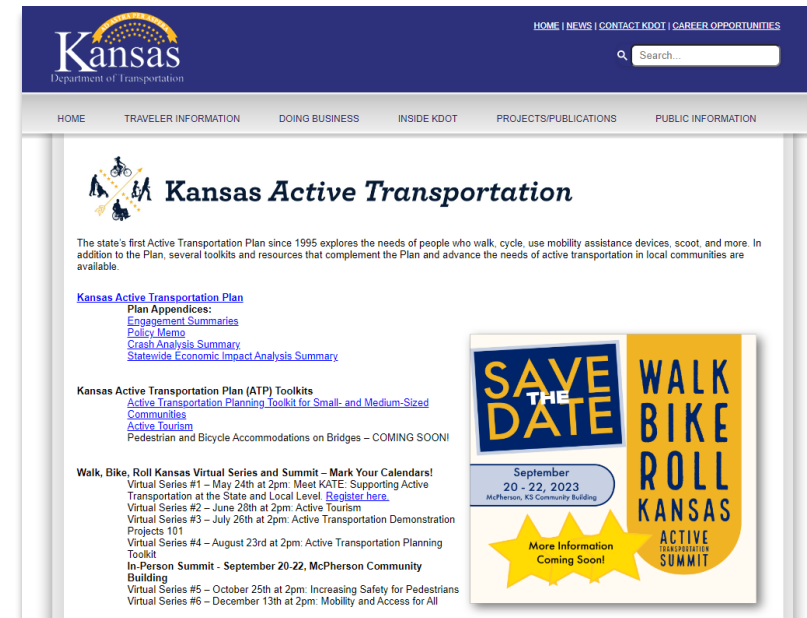 AD ASTRA PER ASPERA
Kansas
Department of Transportation
HOME | NEWS | CONTACT KDOT | CAREER OPPORTUNITIES
Search...
HOME TRAVELER INFORMATION DOING BUSINESS INSIDE KDOT PROJECTS/PUBLICATIONS PUBLIC INFORMATION
Kansas Active Transportation
The state's first Active Transportation Plan since 1995 explores the needs of people who walk, cycle, use mobility assistance devices, scoot, and more. In
addition to the Plan, several toolkits and resources that complement the Plan and advance the needs of active transportation in local communities are
available.
Kansas Active Transportation Plan
Plan Appendices:
Engagement Summaries
Policy Memo
Crash Analysis Summary
Statewide Economic Impact Analysis Summary
Kansas Active Transportation Plan (ATP) Toolkits
Active Transportation Planning Toolkit for Small- and Medium-Sized
Communities
Active Tourism
Pedestrian and Bicycle Accommodations on Bridges – COMING SOON!
Walk, Bike, Roll Kansas Virtual Series and Summit – Mark Your Calendars!
Virtual Series #1 – May 24th at 2pm: Meet KATE: Supporting Active
Transportation at the State and Local Level. Register here.
Virtual Series #2 – June 28th at 2pm: Active Tourism
Virtual Series #3 – July 26th at 2pm: Active Transportation Demonstration
Projects 101
Virtual Series #4 – August 23rd at 2pm: Active Transportation Planning
Toolkit
In-Person Summit - September 20-22, McPherson Community
Building
Virtual Series #5 – October 25th at 2pm: Increasing Safety for Pedestrians
Virtual Series #6 – December 13th at 2pm: Mobility and Access for All
SAVE
THE
DATE
September
20 - 22, 2023
McPherson, KS Community Building
More Information
Coming Soon!
WALK
BIKE
ROLL
KANSAS
ACTIVE
TRANSPORTATION
SUMMIT